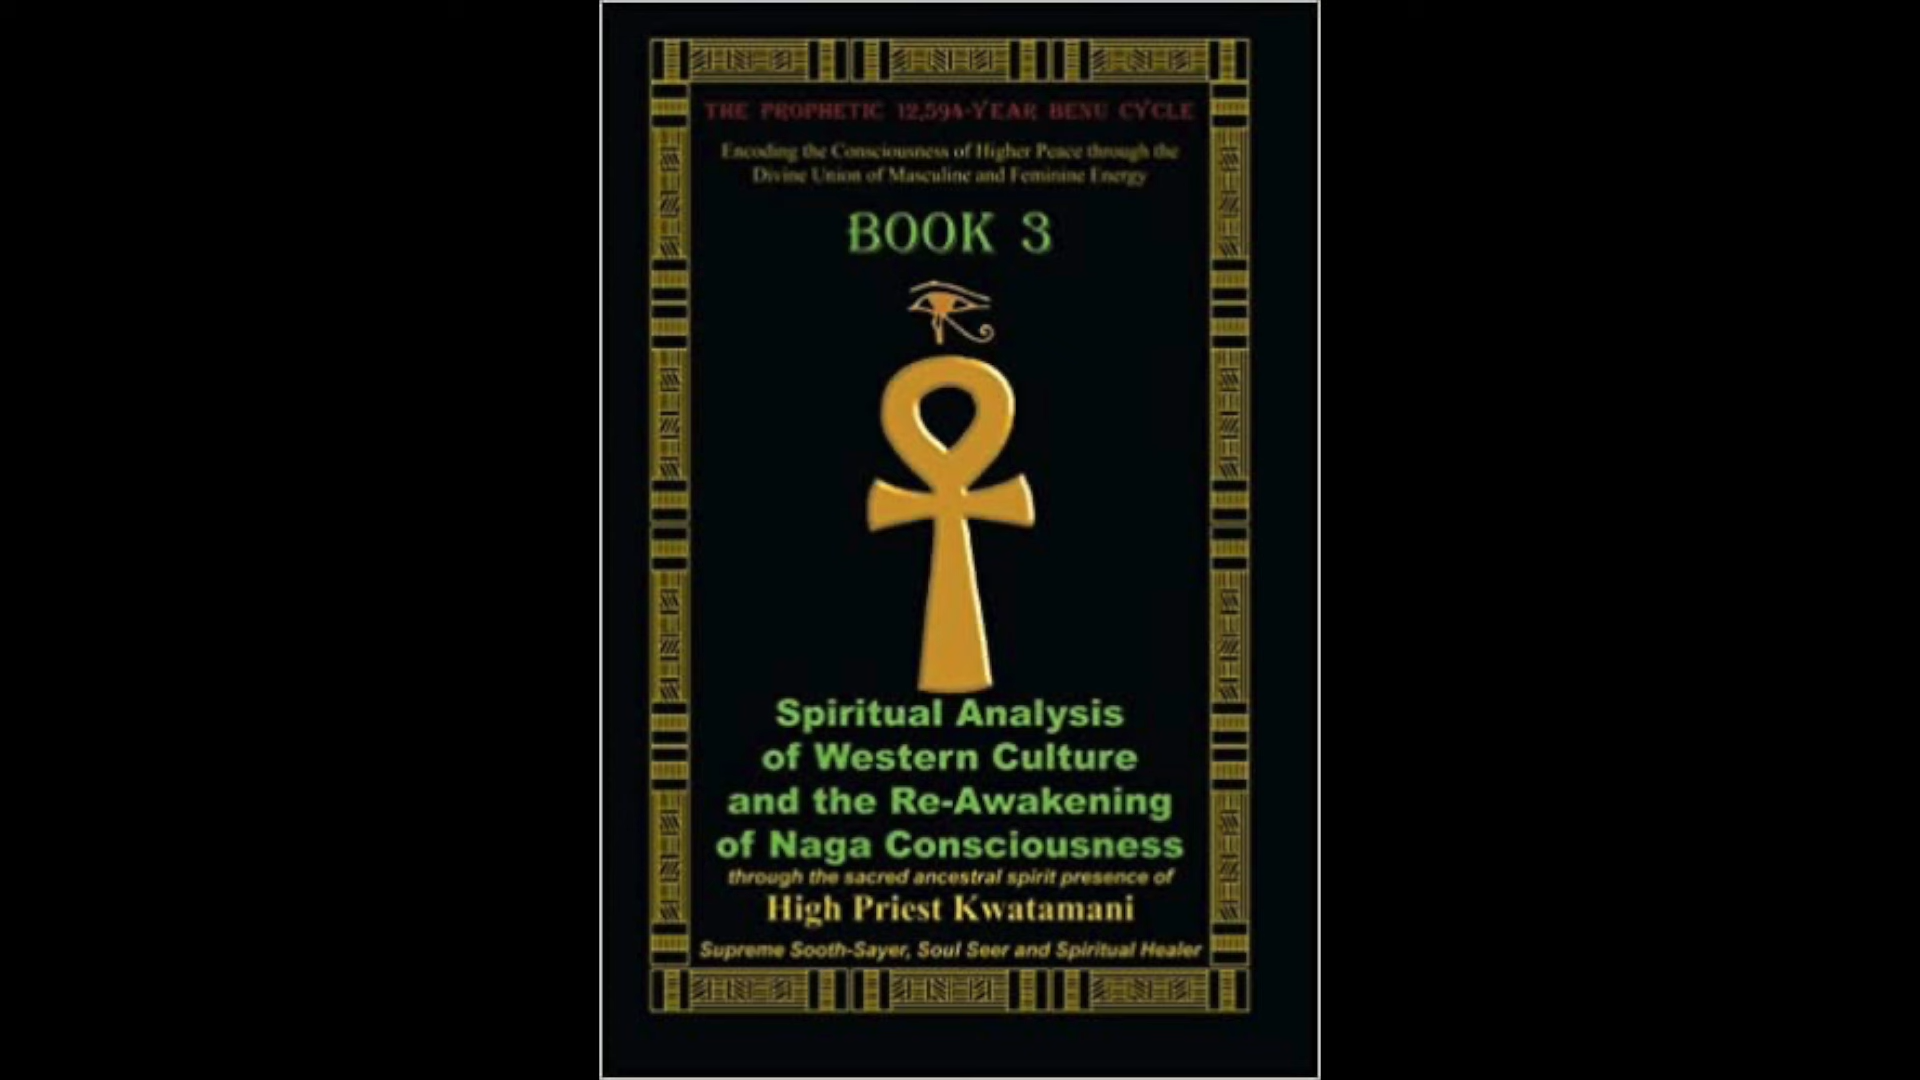 THE PROPHETIC 12,594-YEAR BENU CYCLE
Encoding the Consciousness of Higher Peace through the
Divine Union of Masculine and Feminine Energy
BOOK 3
Spiritual Analysis
of Western Culture
and the Re-Awakening
of Naga Consciousness
through the sacred ancestral spirit presence of
High Priest Kwatamani
Supreme Sooth-Sayer, Soul Seer and Spiritual Healer